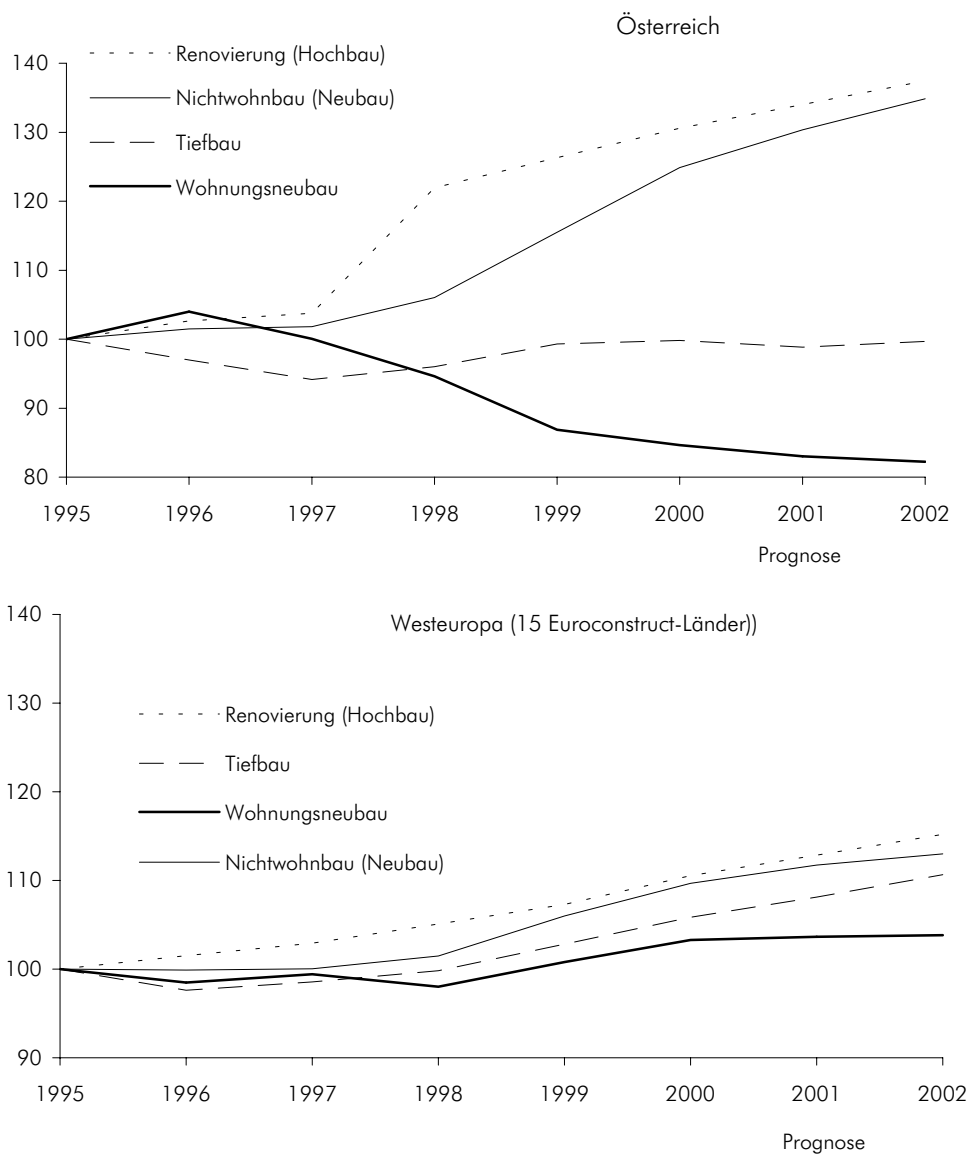 Österreich
Renovierung (Hochbau)
Nichtwohnbau (Neubau)
Tiefbau
Wohnungsneubau
140
130
120
110
100
90
80
1995 1996 1997 1998 1999 2000 2001 2002
Prognose
Westeuropa (15 Euroconstruct-Länder))
Renovierung (Hochbau)
Tiefbau
Wohnungsneubau
Nichtwohnbau (Neubau)
140
130
120
110
100
90
1995 1996 1997 1998 1999 2000 2001 2002
Prognose